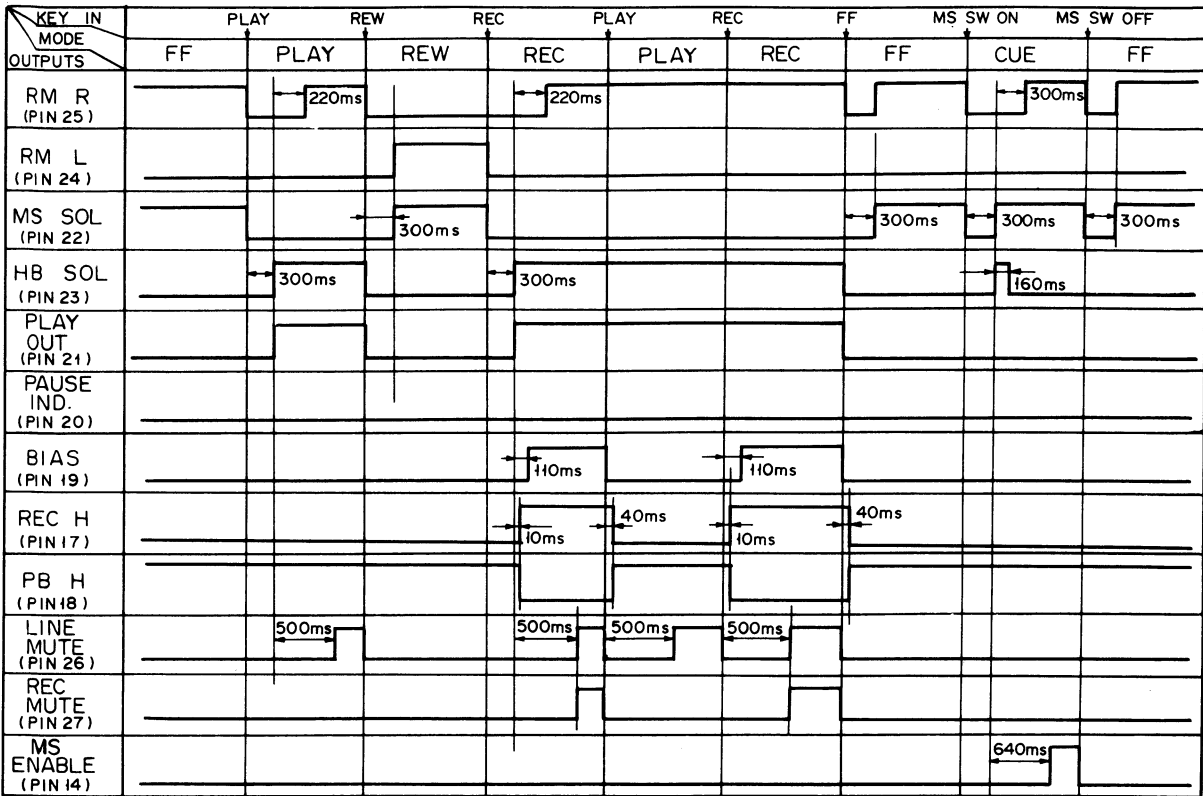 KEY IN PLAY REW REC PLAY REC FF MS SW ON MS SW OFF
MODE
OUTPUTS FF PLAY REW REC PLAY REC FF CUE FF
RM R
(PIN 25)
220ms 220ms 300ms
RM L
(PIN 24)
MS SOL
(PIN 22)
300ms 300ms 300ms 300ms
HB SOL
(PIN 23)
300ms 300ms 160ms
PLAY
OUT
(PIN 21)
PAUSE
IND.
(PIN 20)
BIAS
(PIN 19)
110ms 110ms
REC H
(PIN 17)
10ms 40ms 10ms 40ms
PB H
(PIN 18)
LINE
MUTE
(PIN 26)
500ms 500ms 500ms 500ms
REC
MUTE
(PIN 27)
MS
ENABLE
(PIN 14)
640ms